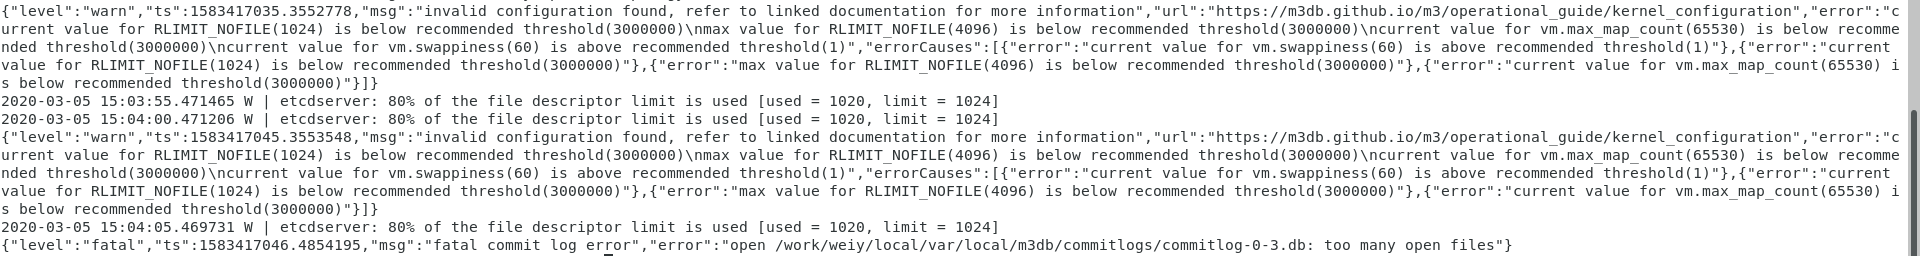 {"level":"warn","ts":1583417035.3552778,"msg":"invalid configuration found, refer to linked documentation for more information","url":"https://m3db.github.io/m3/operational_guide/kernel_configuration","error":"c
urrent value for RLIMIT_NOFILE(1024) is below recommended threshold(3000000)\nmax value for RLIMIT_NOFILE(4096) is below recommended threshold(3000000)\ncurrent value for vm.max_map_count(65530) is below recomme
nded threshold(3000000)\ncurrent value for vm.swappiness(60) is above recommended threshold(1)","errorCauses":[{"error":"current value for vm.swappiness(60) is above recommended threshold(1)"},{"error":"current
value for RLIMIT_NOFILE(1024) is below recommended threshold(3000000)"},{"error":"max value for RLIMIT_NOFILE(4096) is below recommended threshold(3000000)"},{"error":"current value for vm.max_map_count(65530) i
s below recommended threshold(3000000)"}]}
2020-03-05 15:03:55.471465 W | etcdserver: 80% of the file descriptor limit is used [used = 1020, limit = 1024]
2020-03-05 15:04:00.471206 W | etcdserver: 80% of the file descriptor limit is used [used = 1020, limit = 1024]
{"level":"warn","ts":1583417045.3553548,"msg":"invalid configuration found, refer to linked documentation for more information","url":"https://m3db.github.io/m3/operational_guide/kernel_configuration","error":"c
urrent value for RLIMIT_NOFILE(1024) is below recommended threshold(3000000)\nmax value for RLIMIT_NOFILE(4096) is below recommended threshold(3000000)\ncurrent value for vm.max_map_count(65530) is below recomme
nded threshold(3000000)\ncurrent value for vm.swappiness(60) is above recommended threshold(1)","errorCauses":[{"error":"current value for vm.swappiness(60) is above recommended threshold(1)"},{"error":"current
value for RLIMIT_NOFILE(1024) is below recommended threshold(3000000)"},{"error":"max value for RLIMIT_NOFILE(4096) is below recommended threshold(3000000)"},{"error":"current value for vm.max_map_count(65530) i
s below recommended threshold(3000000)"}]}
2020-03-05 15:04:05.469731 W | etcdserver: 80% of the file descriptor limit is used [used = 1020, limit = 1024]
{"level":"fatal","ts":1583417046.4854195,"msg":"fatal commit log error","error":"open /work/weiy/local/var/local/m3db/commitlogs/commitlog-0-3.db: too many open files"}